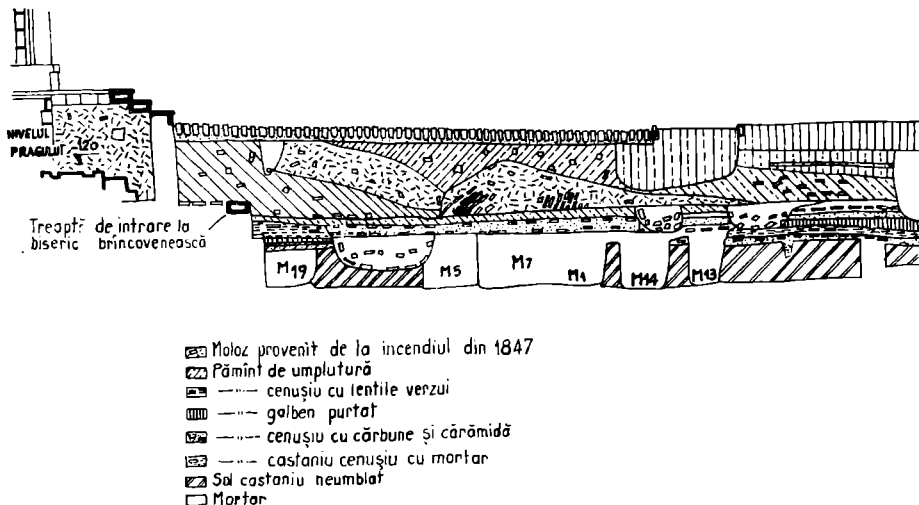 NIVELUL
PRAGULUI
120
Treaptă de intrare la
biseric brîncovenească
M19
M5
M7
M1
M14
M13
Moloz provenit de la incendiul din 1847
Pămînt de umplutură
—··— cenușiu cu lentile verzui
—··— galben purtat
—··— cenușiu cu cărbune și cărămidă
—··— castaniu cenușiu cu mortar
Sol castaniu neumblat
Mortar